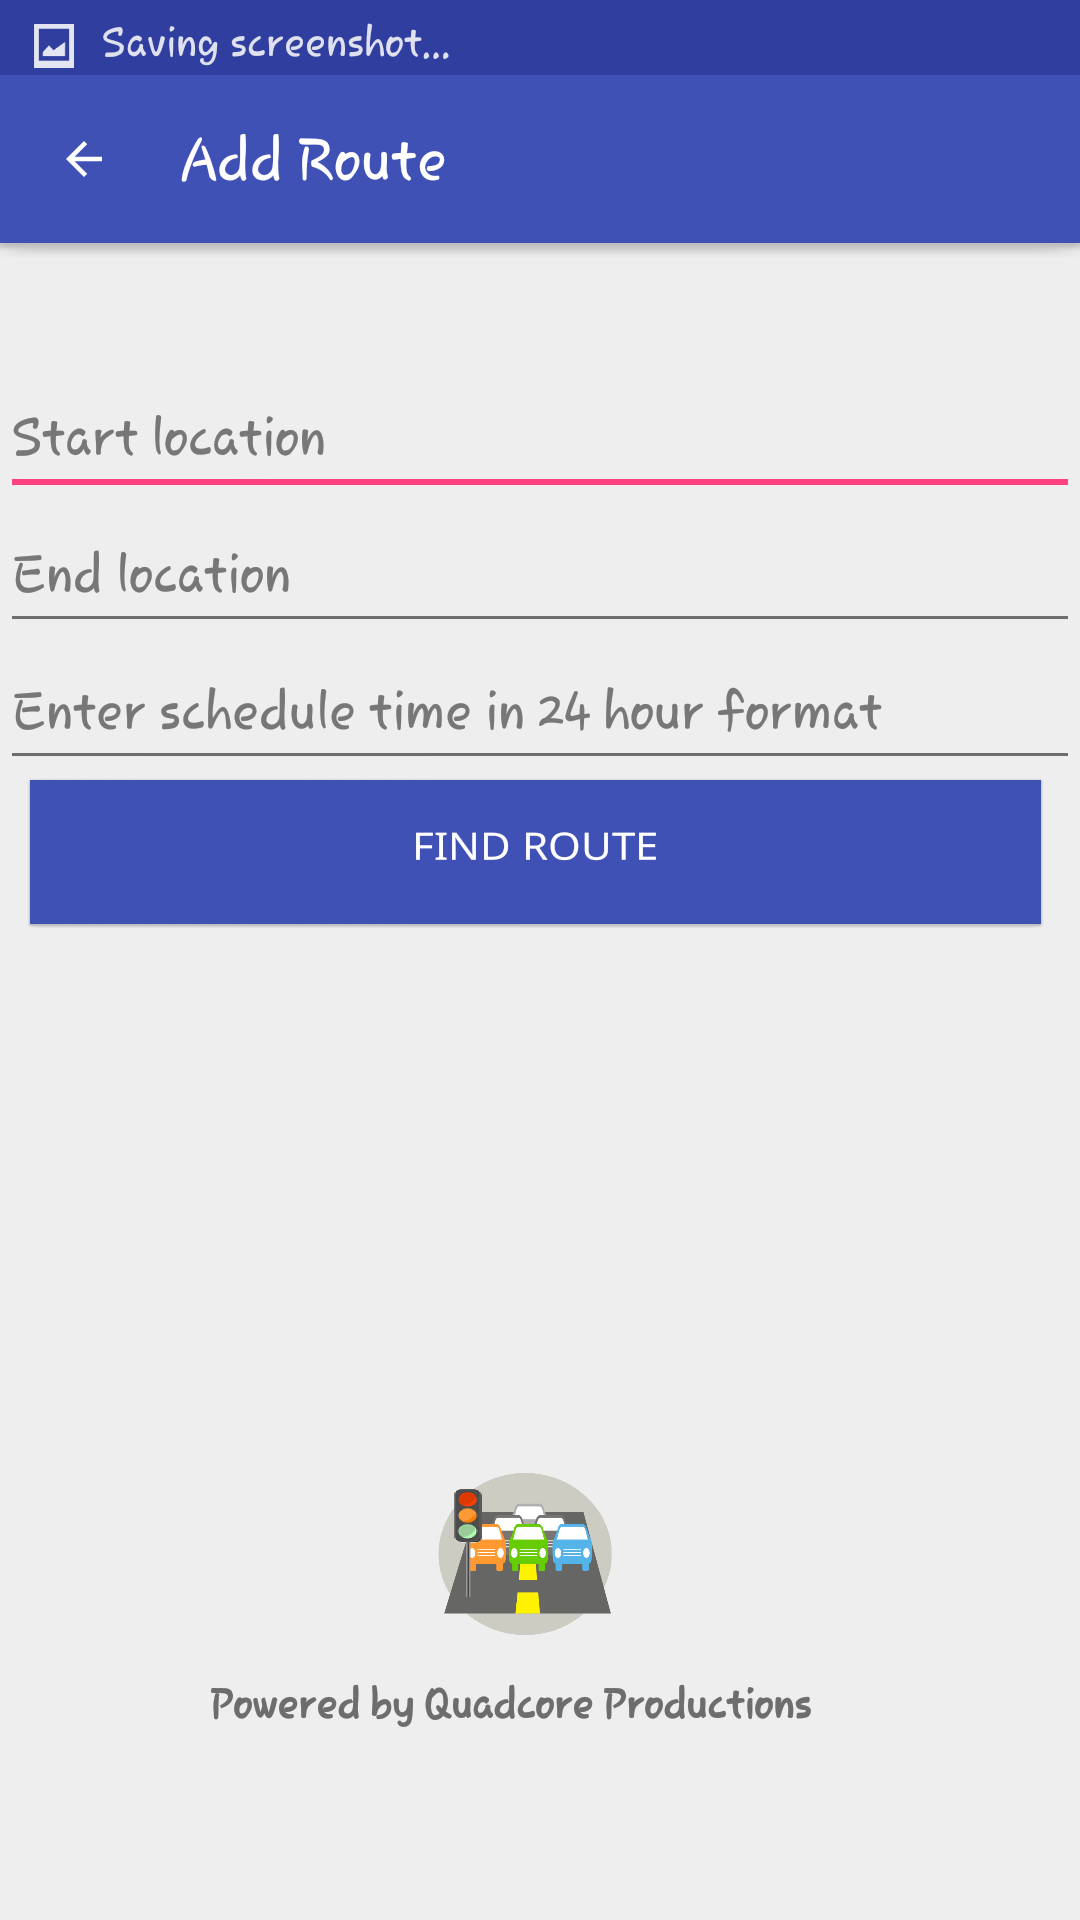 Saving screenshot...
Add Route
Start location
End location
Enter schedule time in 24 hour format
FIND ROUTE
Powered by Quadcore Productions